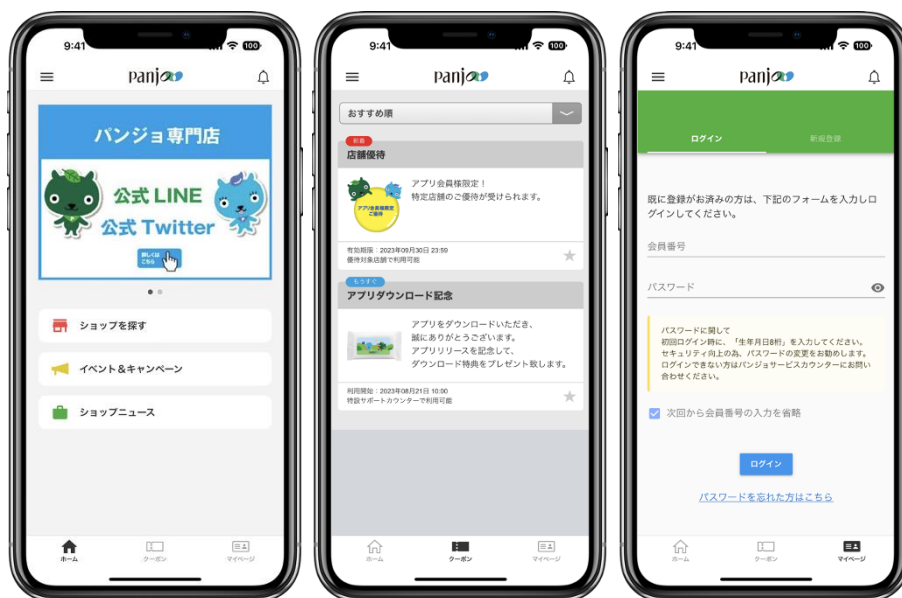 9:41
100
panjo
パンジョ専門店
公式 LINE
公式 Twitter
詳しくは
こちら
ショップを探す
イベント＆キャンペーン
ショップニュース
ホーム
クーポン
マイページ
9:41
100
panjo
おすすめ順
新着
店舗優待
アプリ会員様限定
ご優待
アプリ会員様限定！
特定店舗のご優待が受けられます。
有効期限：2023年09月30日 23:59
優待対象店舗で利用可能
もうすぐ
アプリダウンロード記念
アプリをダウンロードいただき、
誠にありがとうございます。
アプリリリースを記念して、
ダウンロード特典をプレゼント致します。
利用開始：2023年08月21日 10:00
特設サポートカウンターで利用可能
ホーム
クーポン
マイページ
9:41
100
panjo
ログイン
新規登録
既に登録がお済みの方は、下記のフォームを入力しロ
グインしてください。
会員番号
パスワード
パスワードに関して
初回ログイン時に、「生年月日8桁」を入力してください。
セキュリティ向上の為、パスワードの変更をお勧めします。
ログインできない方はパンジョサービスカウンターにお問い
合わせください。
次回から会員番号の入力を省略
ログイン
パスワードを忘れた方はこちら
ホーム
クーポン
マイページ